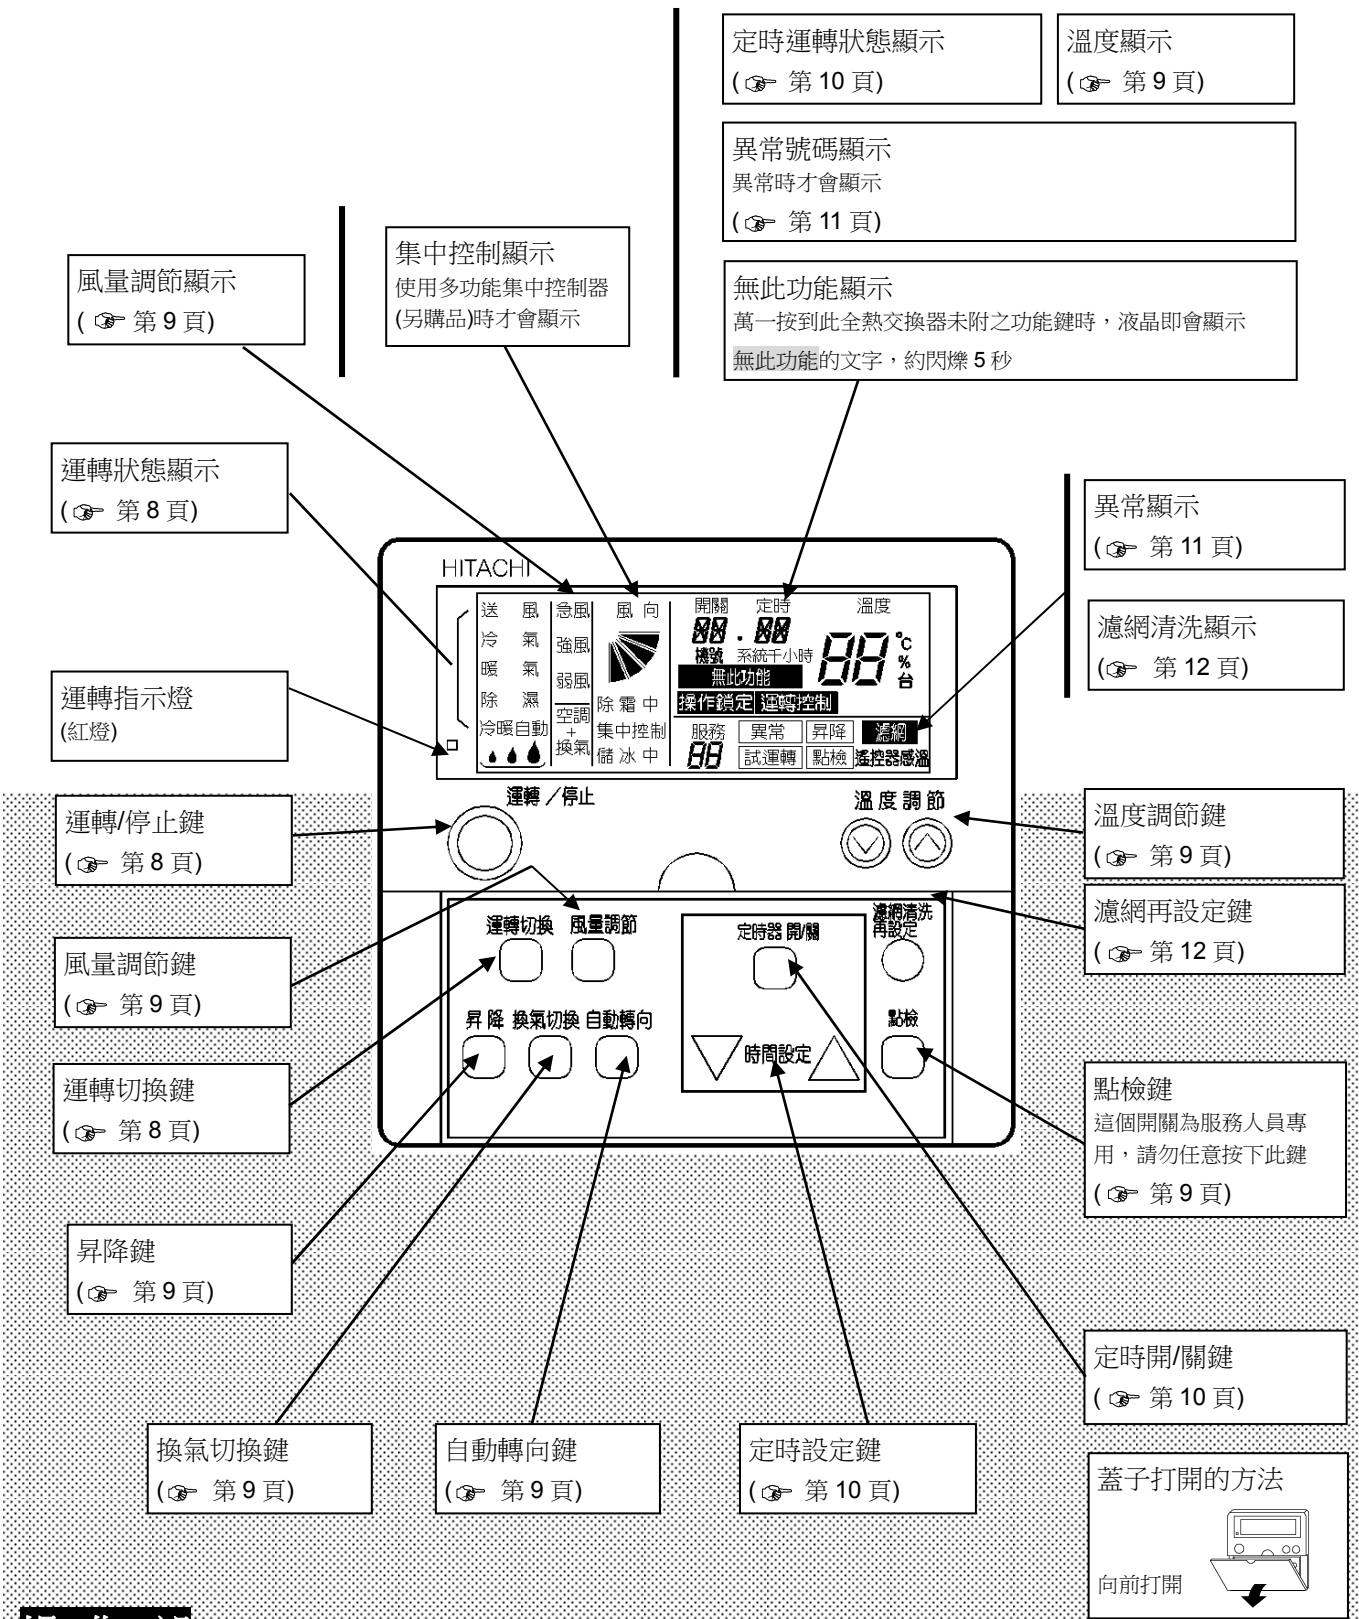 定時運轉狀態顯示
(☞ 第 10 頁)
溫度顯示
(☞ 第 9 頁)
異常號碼顯示
異常時才會顯示
(☞ 第 11 頁)
集中控制顯示
使用多功能集中控制器
(另購品)時才會顯示
風量調節顯示
(☞ 第 9 頁)
無此功能顯示
萬一按到此全熱交換器未附之功能鍵時，液晶即會顯示
無此功能的文字，約閃爍 5 秒
運轉狀態顯示
(☞ 第 8 頁)
異常顯示
(☞ 第 11 頁)
濾網清洗顯示
(☞ 第 12 頁)
運轉指示燈
(紅燈)
HITACHI
送 風
冷 氣
暖 氣
除 濕
冷暖自動
急風
強風
弱風
空調
+
換氣
風 向
除霜中
集中控制
儲冰中
開關 定時 溫度
88 . 88
88
℃
%
台
機號 系統千小時
無此功能
操作鎖定 運轉控制
服務 異常 昇降 濾網
88 試運轉 點檢 遙控器感溫
運轉／停止
溫度調節
運轉/停止鍵
(☞ 第 8 頁)
溫度調節鍵
(☞ 第 9 頁)
濾網再設定鍵
(☞ 第 12 頁)
運轉切換 風量調節
定時器 開/關
濾網清洗
再設定
風量調節鍵
(☞ 第 9 頁)
昇降 換氣切換 自動轉向
時間設定
點檢
運轉切換鍵
(☞ 第 8 頁)
點檢鍵
這個開關為服務人員專
用，請勿任意按下此鍵
(☞ 第 9 頁)
昇降鍵
(☞ 第 9 頁)
定時開/關鍵
(☞ 第 10 頁)
換氣切換鍵
(☞ 第 9 頁)
自動轉向鍵
(☞ 第 9 頁)
定時設定鍵
(☞ 第 10 頁)
蓋子打開的方法
向前打開